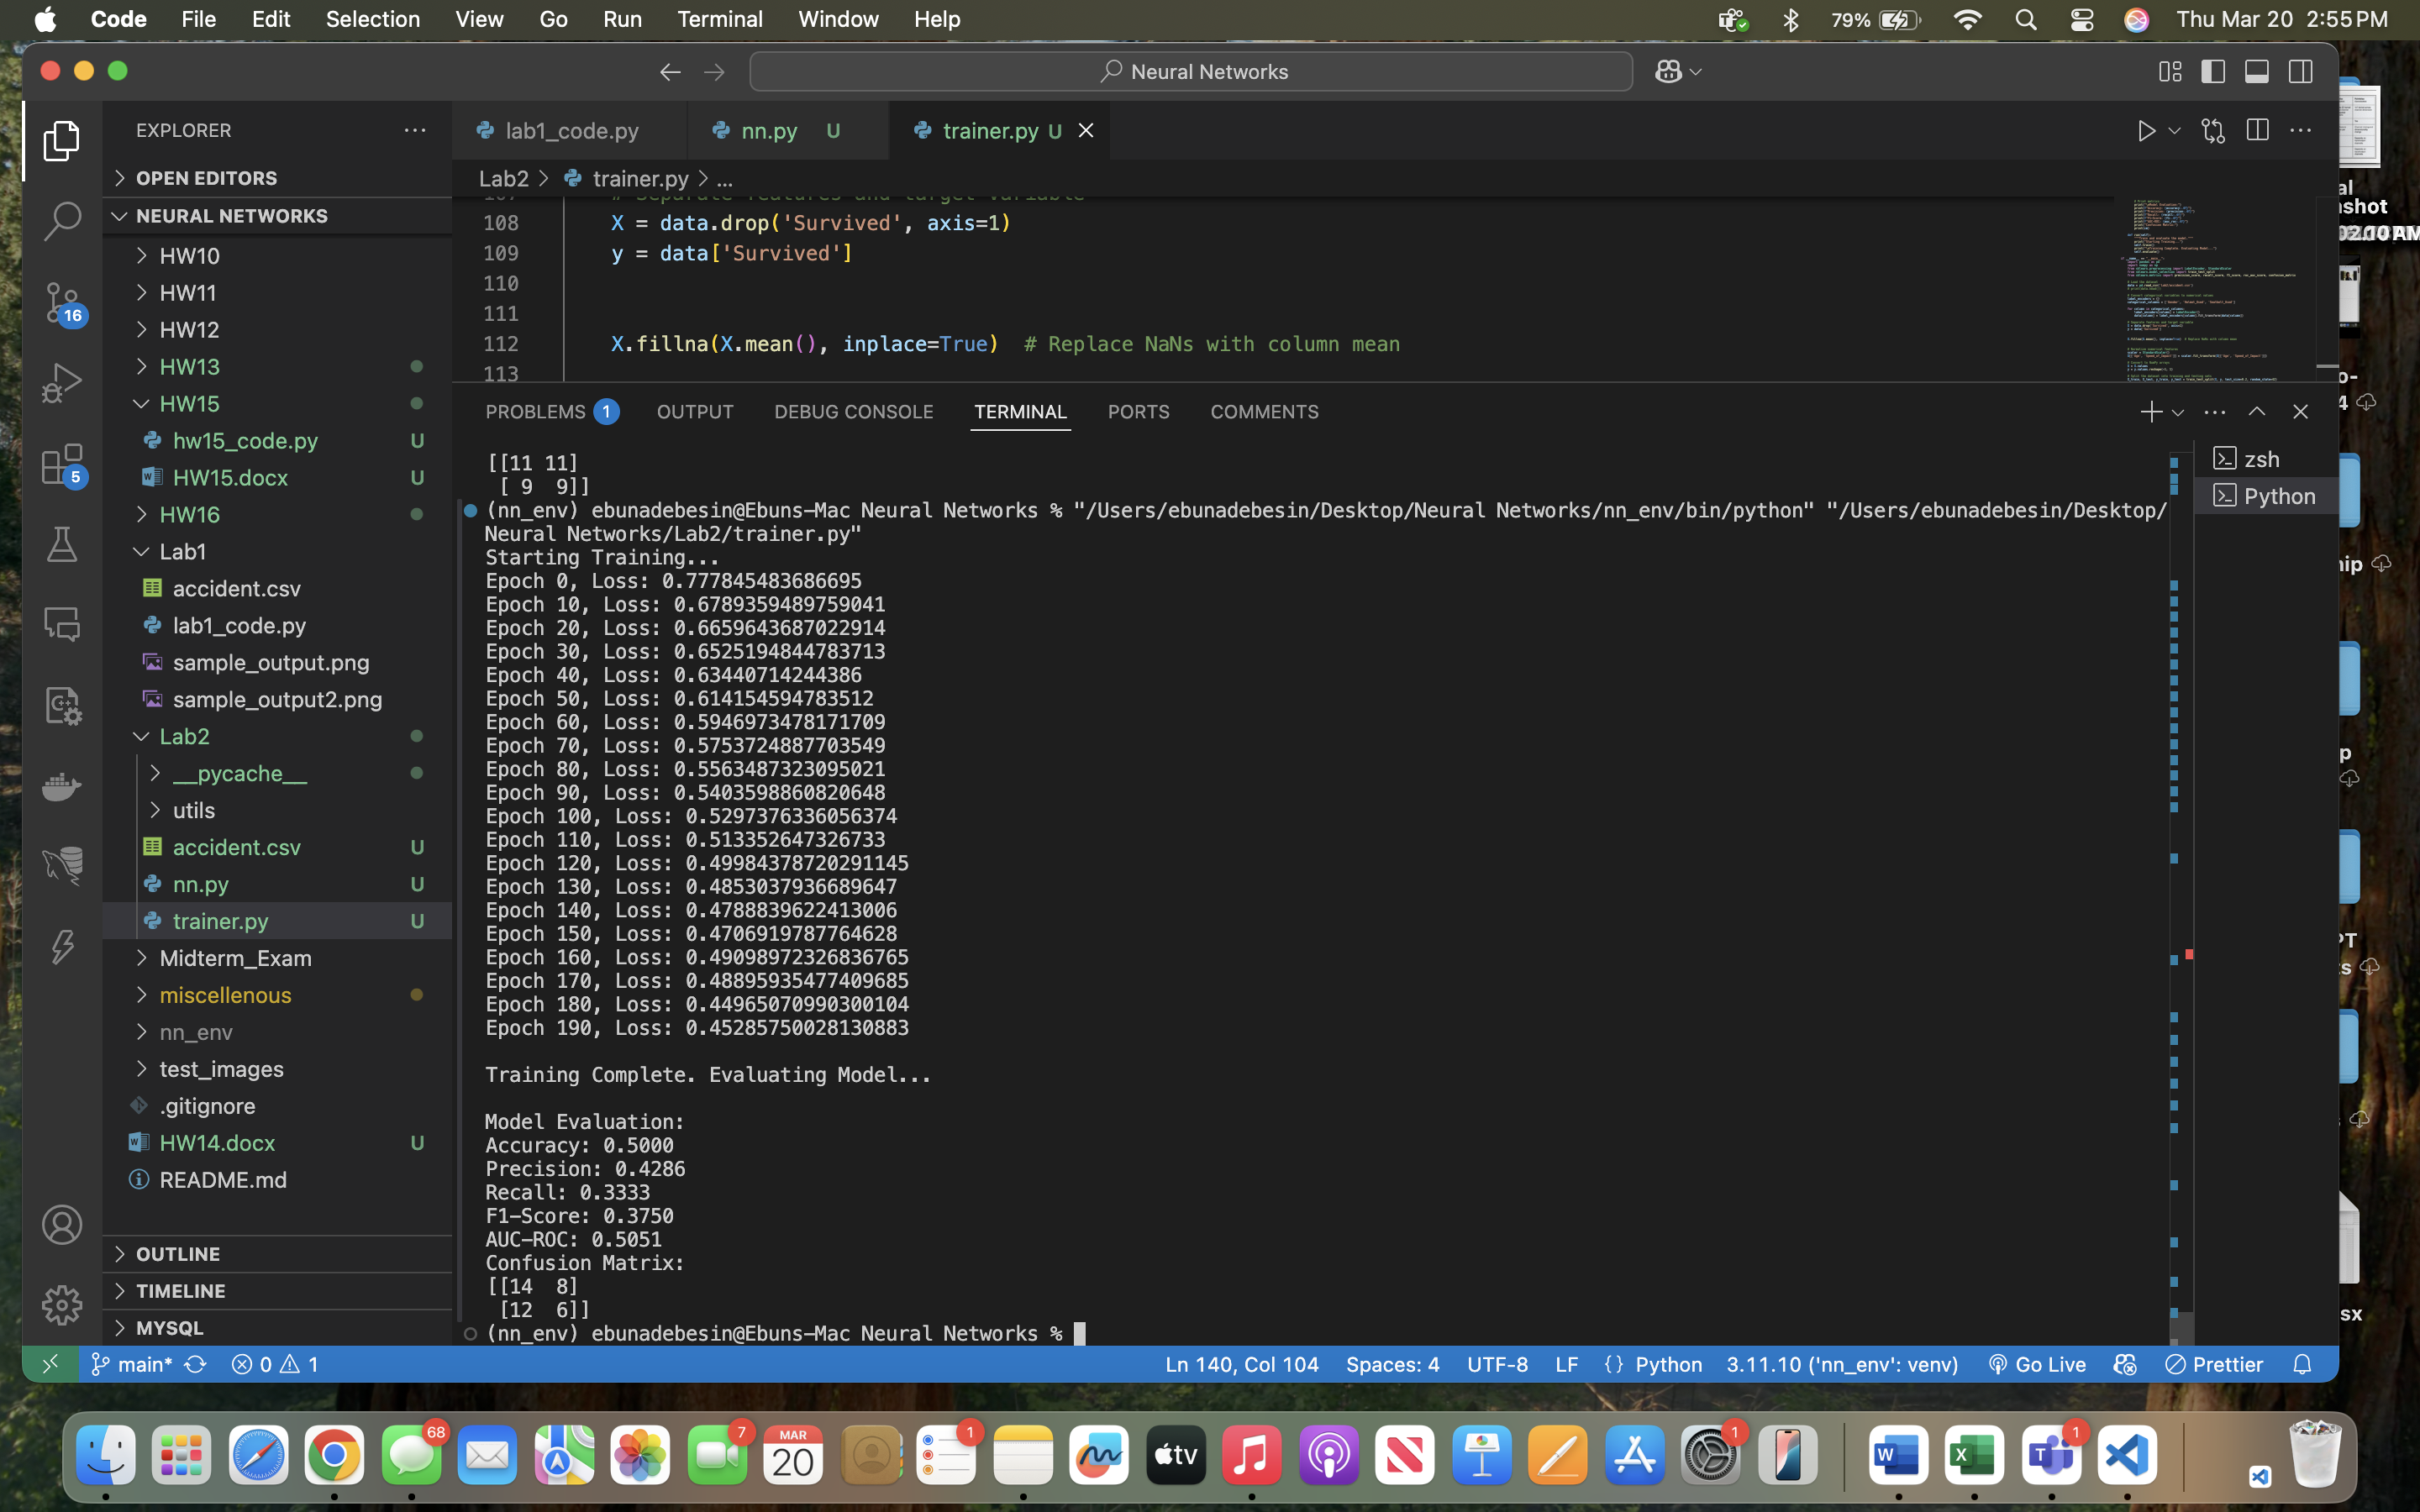 Code File Edit Selection View Go Run Terminal Window Help 79% Thu Mar 20 2:55 PM
Neural Networks
EXPLORER
OPEN EDITORS
NEURAL NETWORKS
HW10
HW11
HW12
HW13
HW15
hw15_code.py U
HW15.docx U
HW16
Lab1
accident.csv
lab1_code.py
sample_output.png
sample_output2.png
Lab2
__pycache__
utils
accident.csv U
nn.py U
trainer.py U
Midterm_Exam
miscellenous
nn_env
test_images
.gitignore
HW14.docx U
README.md
OUTLINE
TIMELINE
MYSQL
16
5
lab1_code.py nn.py U trainer.py U
Lab2 > trainer.py > ...
107 # Separate features and target variable
108 X = data.drop('Survived', axis=1)
109 y = data['Survived']
110
111
112 X.fillna(X.mean(), inplace=True) # Replace NaNs with column mean
113
PROBLEMS 1 OUTPUT DEBUG CONSOLE TERMINAL PORTS COMMENTS
zsh
Python
[[11 11]
[ 9 9]]
(nn_env) ebunadebesin@Ebuns-Mac Neural Networks % "/Users/ebunadebesin/Desktop/Neural Networks/nn_env/bin/python" "/Users/ebunadebesin/Desktop/
Neural Networks/Lab2/trainer.py"
Starting Training...
Epoch 0, Loss: 0.777845483686695
Epoch 10, Loss: 0.6789359489759041
Epoch 20, Loss: 0.6659643687022914
Epoch 30, Loss: 0.6525194844783713
Epoch 40, Loss: 0.63440714244386
Epoch 50, Loss: 0.614154594783512
Epoch 60, Loss: 0.5946973478171709
Epoch 70, Loss: 0.5753724887703549
Epoch 80, Loss: 0.5563487323095021
Epoch 90, Loss: 0.5403598860820648
Epoch 100, Loss: 0.5297376336056374
Epoch 110, Loss: 0.513352647326733
Epoch 120, Loss: 0.49984378720291145
Epoch 130, Loss: 0.4853037936689647
Epoch 140, Loss: 0.4788839622413006
Epoch 150, Loss: 0.4706919787764628
Epoch 160, Loss: 0.49098972326836765
Epoch 170, Loss: 0.48895935477409685
Epoch 180, Loss: 0.44965070990300104
Epoch 190, Loss: 0.45285750028130883
Training Complete. Evaluating Model...
Model Evaluation:
Accuracy: 0.5000
Precision: 0.4286
Recall: 0.3333
F1-Score: 0.3750
AUC-ROC: 0.5051
Confusion Matrix:
[[14 8]
[12 6]]
(nn_env) ebunadebesin@Ebuns-Mac Neural Networks %
main* 0 1 Ln 140, Col 104 Spaces: 4 UTF-8 LF {} Python 3.11.10 ('nn_env': venv) Go Live Prettier
68 7 MAR 20 1 tv 1 W X T 1